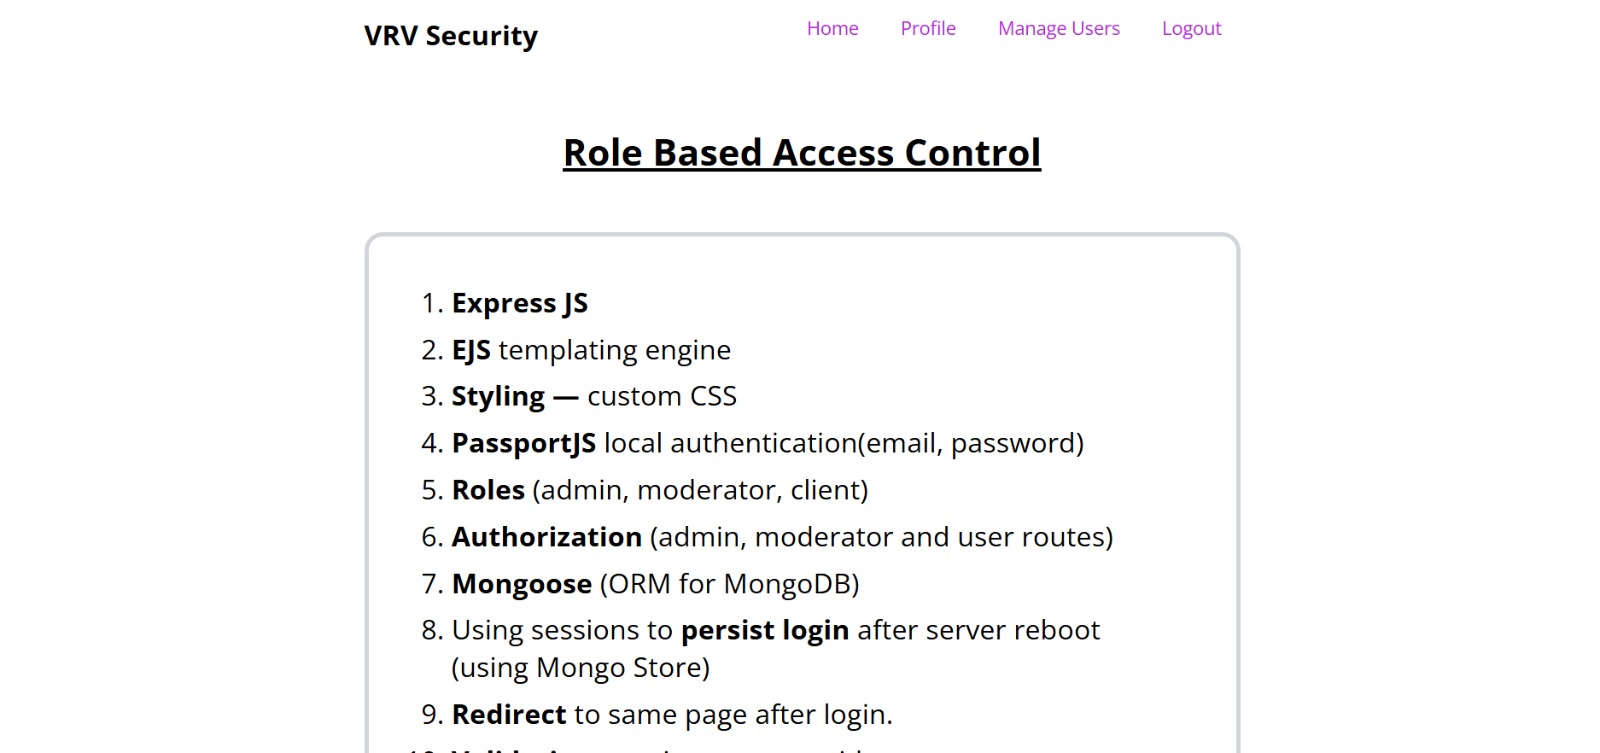 VRV Security
Home Profile Manage Users Logout
Role Based Access Control
1. Express JS
2. EJS templating engine
3. Styling — custom CSS
4. PassportJS local authentication(email, password)
5. Roles (admin, moderator, client)
6. Authorization (admin, moderator and user routes)
7. Mongoose (ORM for MongoDB)
8. Using sessions to persist login after server reboot
(using Mongo Store)
9. Redirect to same page after login.